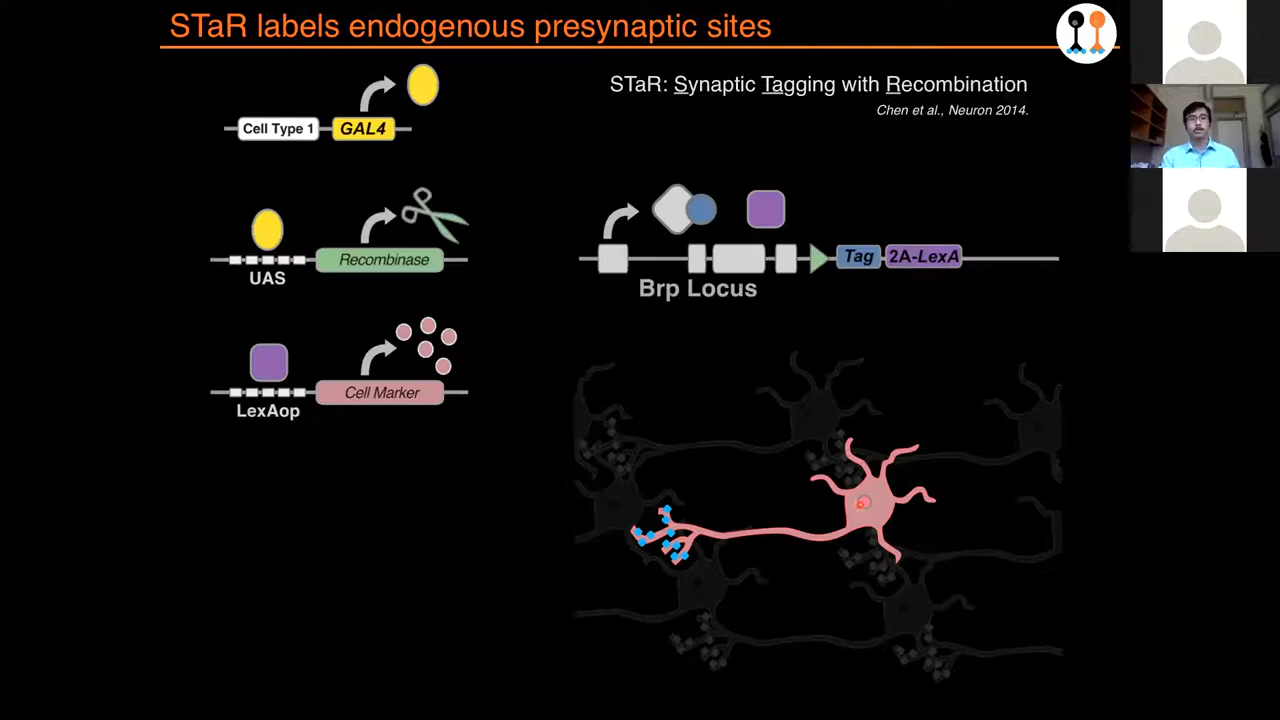 STaR labels endogenous presynaptic sites
STaR: Synaptic Tagging with Recombination
Chen et al., Neuron 2014.
Cell Type 1
GAL4
UAS
Recombinase
LexAop
Cell Marker
Tag
2A-LexA
Brp Locus